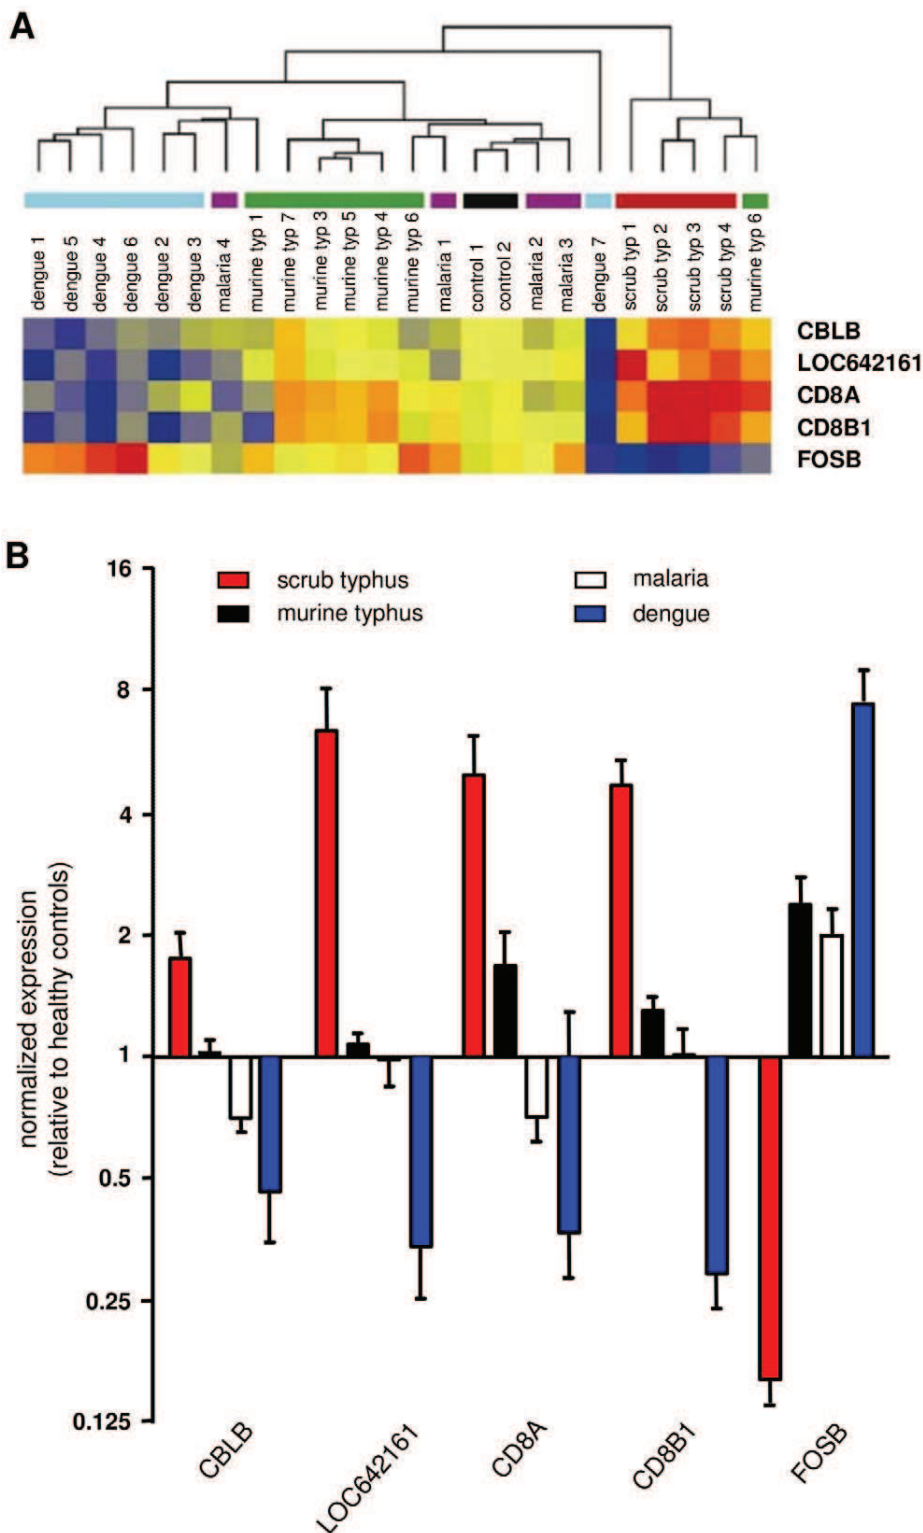 A
dengue 1
dengue 5
dengue 4
dengue 6
dengue 2
dengue 3
malaria 4
murine typ 1
murine typ 7
murine typ 3
murine typ 5
murine typ 4
murine typ 6
malaria 1
control 1
control 2
malaria 2
malaria 3
dengue 7
scrub typ 1
scrub typ 2
scrub typ 3
scrub typ 4
murine typ 6
CBLB
LOC642161
CD8A
CD8B1
FOSB
B
scrub typhus
murine typhus
malaria
dengue
normalized expression
(relative to healthy controls)
16
8
4
2
1
0.5
0.25
0.125
CBLB
LOC642161
CD8A
CD8B1
FOSB